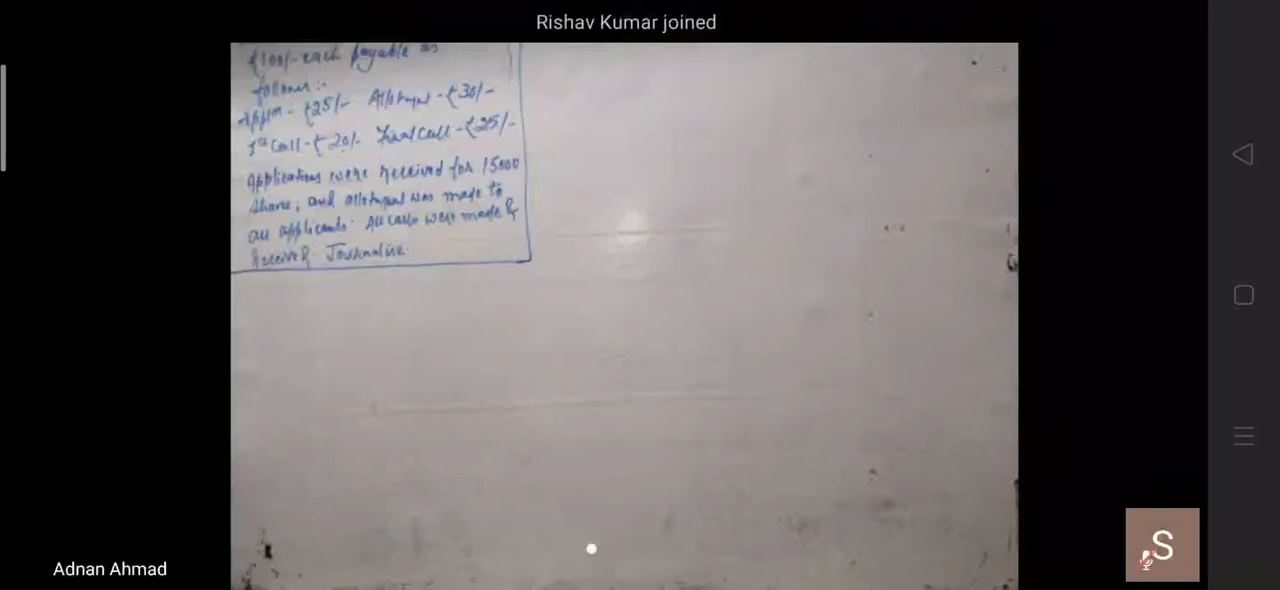 Rishav Kumar joined
₹100/- each payable as
follows:-
Appln - ₹25/- Allotment - ₹30/-
1st Call - ₹20/- Final Call - ₹25/-
Applications were received for 15000
shares, and allotment was made to
all applicants. All calls were made &
Received. Journalise.
Adnan Ahmad
S